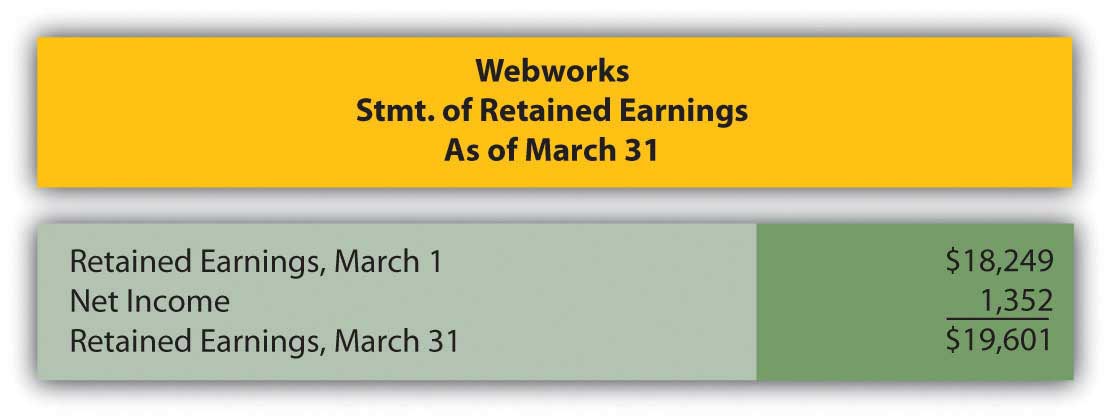 Webworks
Stmt. of Retained Earnings
As of March 31
Retained Earnings, March 1 $18,249
Net Income 1,352
Retained Earnings, March 31 $19,601